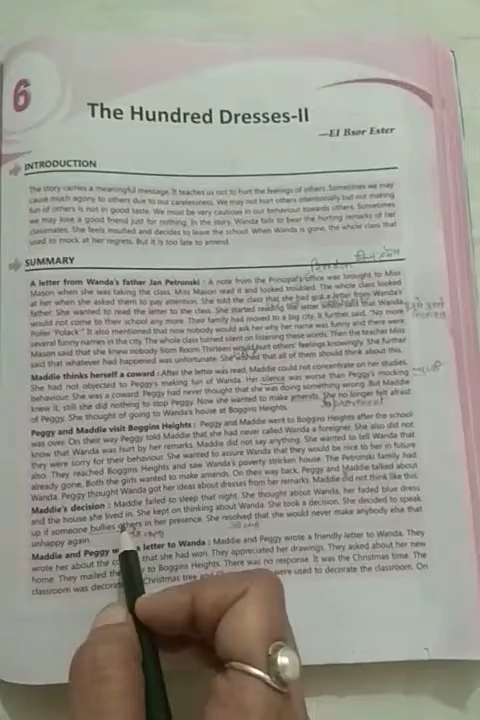 6
The Hundred Dresses-II
—El Bsor Ester
INTRODUCTION
The story carries a meaningful message. It teaches us not to hurt the feelings of others. Sometimes we may
cause much agony to others due to our carelessness. We may not hurt others intentionally but our making
fun of others is not in good taste. We must be very cautious in our behaviour towards others. Sometimes
we may lose a good friend just for nothing. In the story, Wanda fails to bear the hurting remarks of her
classmates. She feels insulted and decides to leave the school. When Wanda is gone, the whole class that
used to mock at her regrets. But it is too late to amend.
SUMMARY
A letter from Wanda's father Jan Petronski : A note from the Principal's office was brought to Miss
Mason when she was taking the class. Miss Mason read it and looked troubled. The whole class looked
at her when she asked them to pay attention. She told the class that she had got a letter from Wanda's
father. She wanted to read the letter to the class. She started reading the letter which said that Wanda
would not come to their school any more. Their family had moved to a big city. It further said, "No more
Holler 'Polack'." It also mentioned that now nobody would ask her why her name was funny and there were
several funny names in the city. The whole class turned silent on listening these words. Then the teacher Miss
Mason said that she knew nobody from Room Thirteen would hurt others' feelings knowingly. She further
said that whatever had happened was unfortunate. She wished that all of them should think about this.
Maddie thinks herself a coward : After the letter was read, Maddie could not concentrate on her studies.
She had not objected to Peggy's making fun of Wanda. Her silence was worse than Peggy's mocking
behaviour. She was a coward. Peggy had never thought that she was doing something wrong. But Maddie
knew it, still she did nothing to stop Peggy. Now she wanted to make amends. She no longer felt afraid
of Peggy. She thought of going to Wanda's house at Boggins Heights.
Peggy and Maddie visit Boggins Heights : Peggy and Maddie went to Boggins Heights after the school
was over. On their way Peggy told Maddie that she had never called Wanda a foreigner. She also did not
know that Wanda was hurt by her remarks. Maddie did not say anything. She wanted to tell Wanda that
they were sorry for their behaviour. She wanted to assure Wanda that they would be nice to her in future
also. They reached Boggins Heights and saw Wanda's poverty stricken house. The Petronski family had
already gone. Both the girls wanted to make amends. On their way back, Peggy and Maddie talked about
Wanda. Peggy thought Wanda got her ideas about dresses from her remarks. Maddie did not think like this.
Maddie's decision : Maddie failed to sleep that night. She thought about Wanda, her faded blue dress
and the house she lived in. She kept on thinking about Wanda. She took a decision. She decided to speak
up if someone bullies others in her presence. She resolved that she would never make anybody else that
unhappy again.
Maddie and Peggy letter to Wanda : Maddie and Peggy wrote a friendly letter to Wanda. They
wrote her about the that she had won. They appreciated her drawings. They asked about her new
home. They mailed the to Boggins Heights. There was no response. It was the Christmas time. The
classroom was decorated Christmas tree and were used to decorate the classroom. On